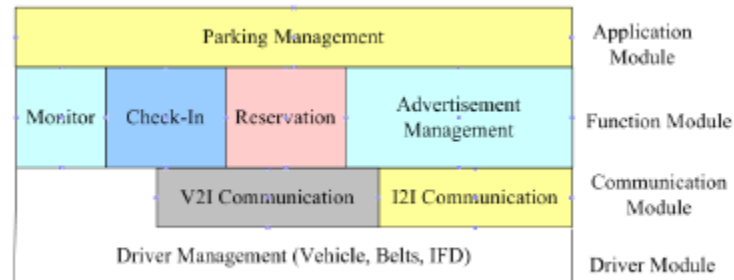 Parking Management
Application
Module
Monitor
Check-In
Reservation
Advertisement
Management
Function Module
V2I Communication
I2I Communication
Communication
Module
Driver Management (Vehicle, Belts, IFD)
Driver Module